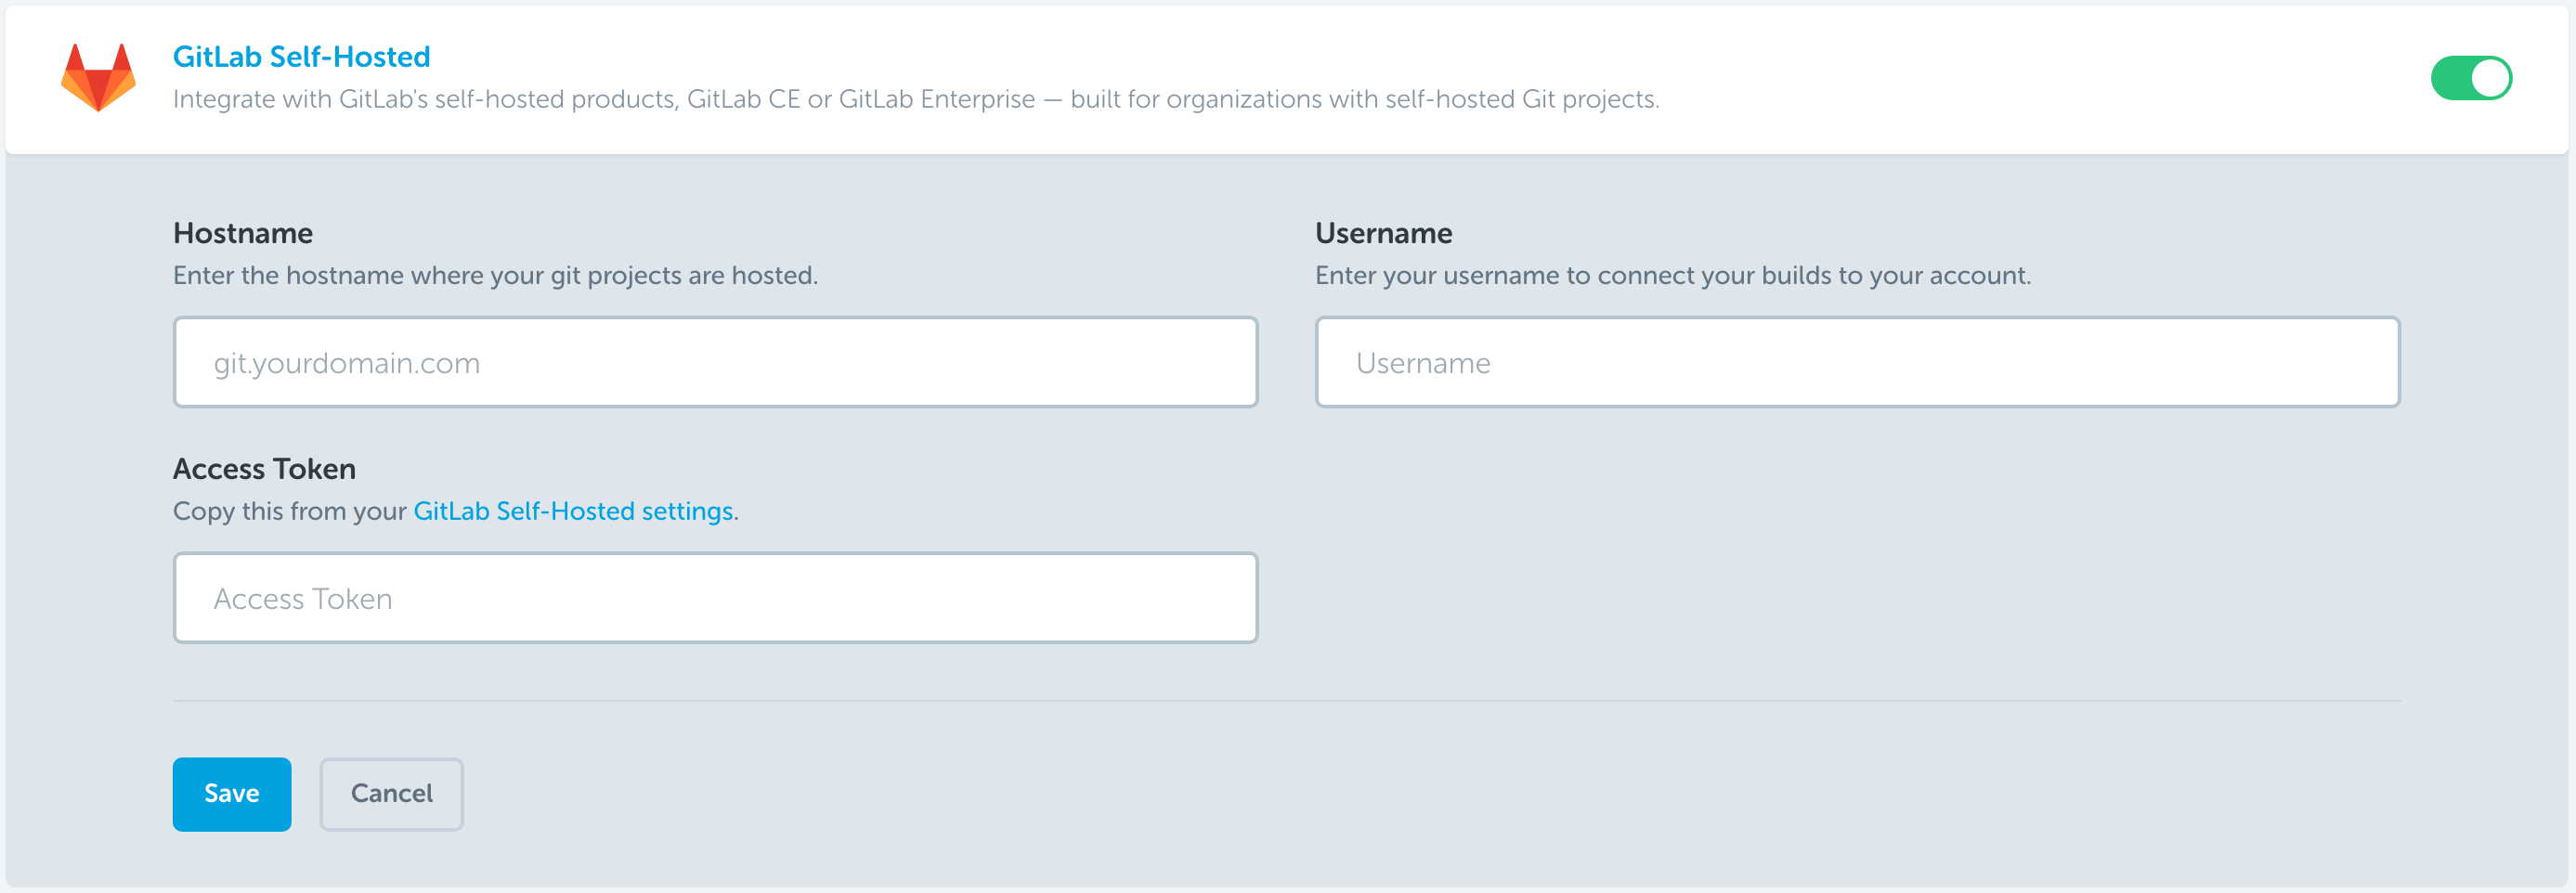 GitLab Self-Hosted
Integrate with GitLab's self-hosted products, GitLab CE or GitLab Enterprise — built for organizations with self-hosted Git projects.
Hostname
Enter the hostname where your git projects are hosted.
git.yourdomain.com
Username
Enter your username to connect your builds to your account.
Username
Access Token
Copy this from your GitLab Self-Hosted settings.
Access Token
Save
Cancel